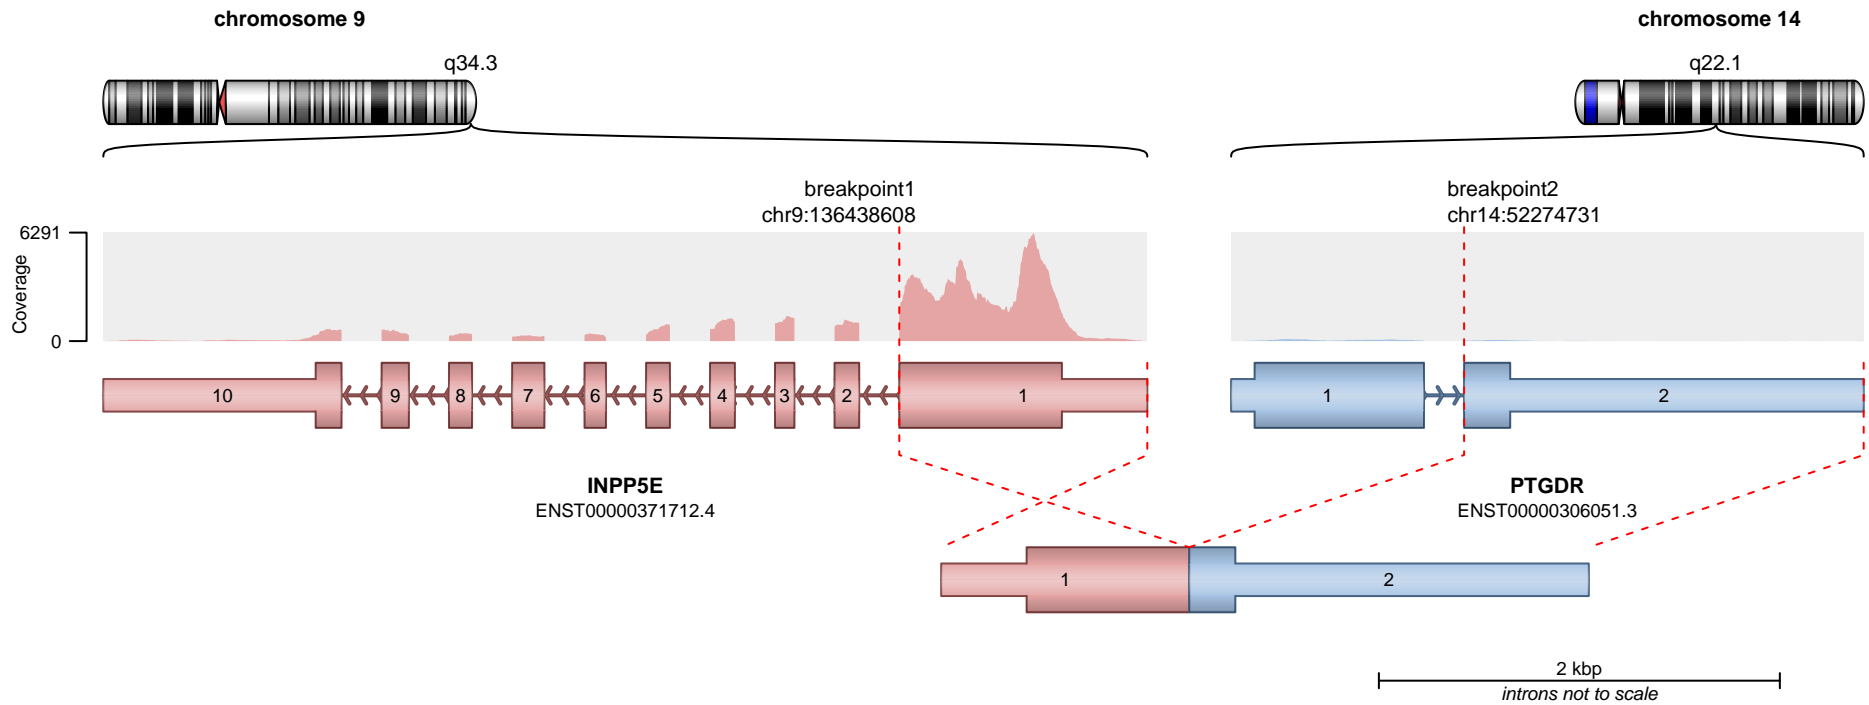 chromosome 9
chromosome 14
q34.3
q22.1
breakpoint1
chr9:136438608
breakpoint2
chr14:52274731
6291
0
Coverage
10
9
8
7
6
5
4
3
2
1
1
2
INPP5E
ENST00000371712.4
PTGDR
ENST00000306051.3
1
2
2 kbp
introns not to scale